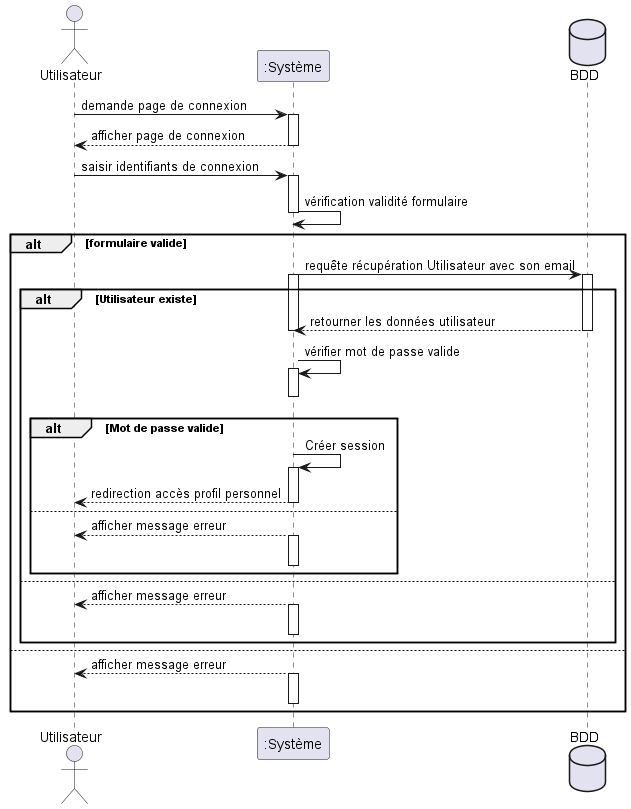 Utilisateur
:Système
BDD
demande page de connexion
afficher page de connexion
saisir identifiants de connexion
vérification validité formulaire
alt [formulaire valide]
requête récupération Utilisateur avec son email
alt [Utilisateur existe]
retourner les données utilisateur
vérifier mot de passe valide
alt [Mot de passe valide]
Créer session
redirection accès profil personnel
afficher message erreur
afficher message erreur
afficher message erreur
Utilisateur
:Système
BDD